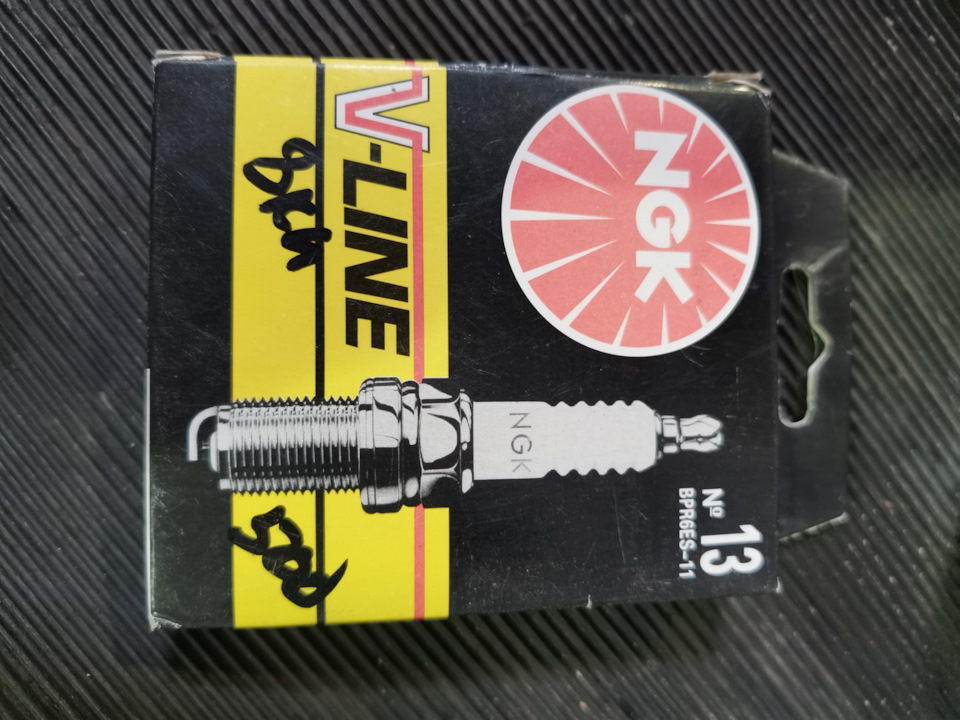 NGK
V-LINE
NGK
Nº 13
BPR6ES-11